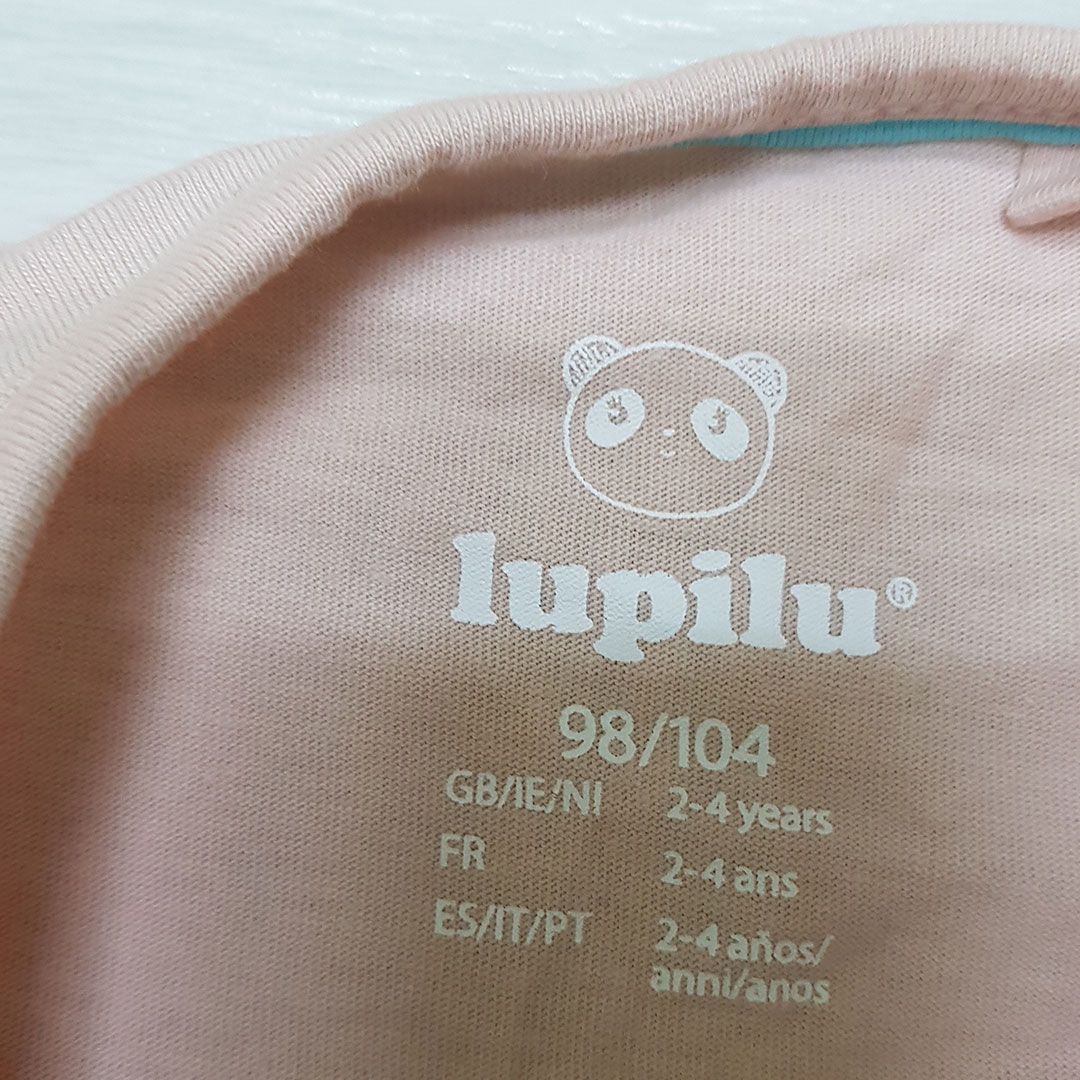 lupilu®
98/104
GB/IE/NI 2-4 years
FR 2-4 ans
ES/IT/PT 2-4 años/
anni/anos